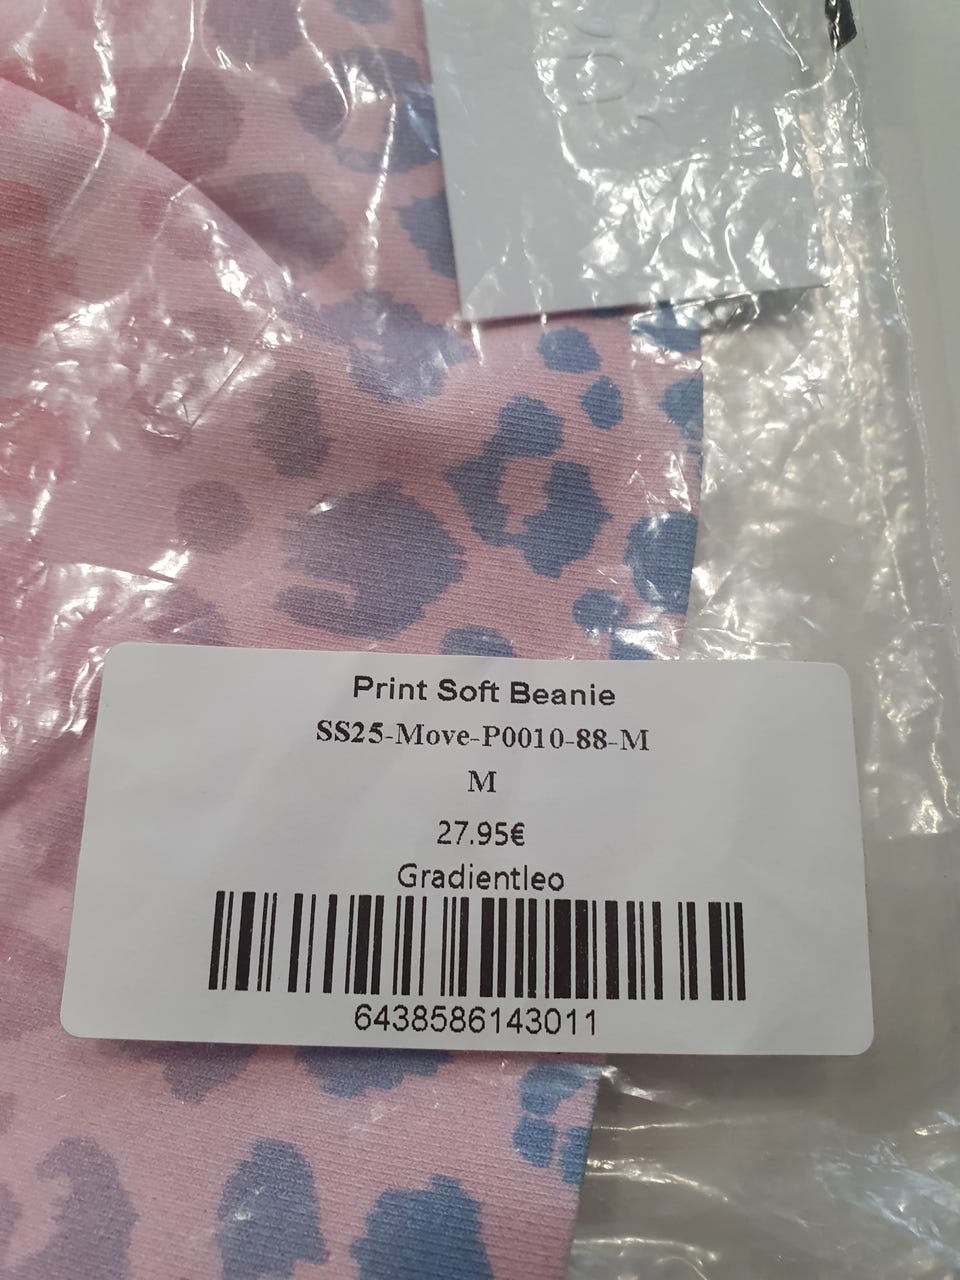 Print Soft Beanie
SS25-Move-P0010-88-M
M
27.95€
Gradientleo
6438586143011